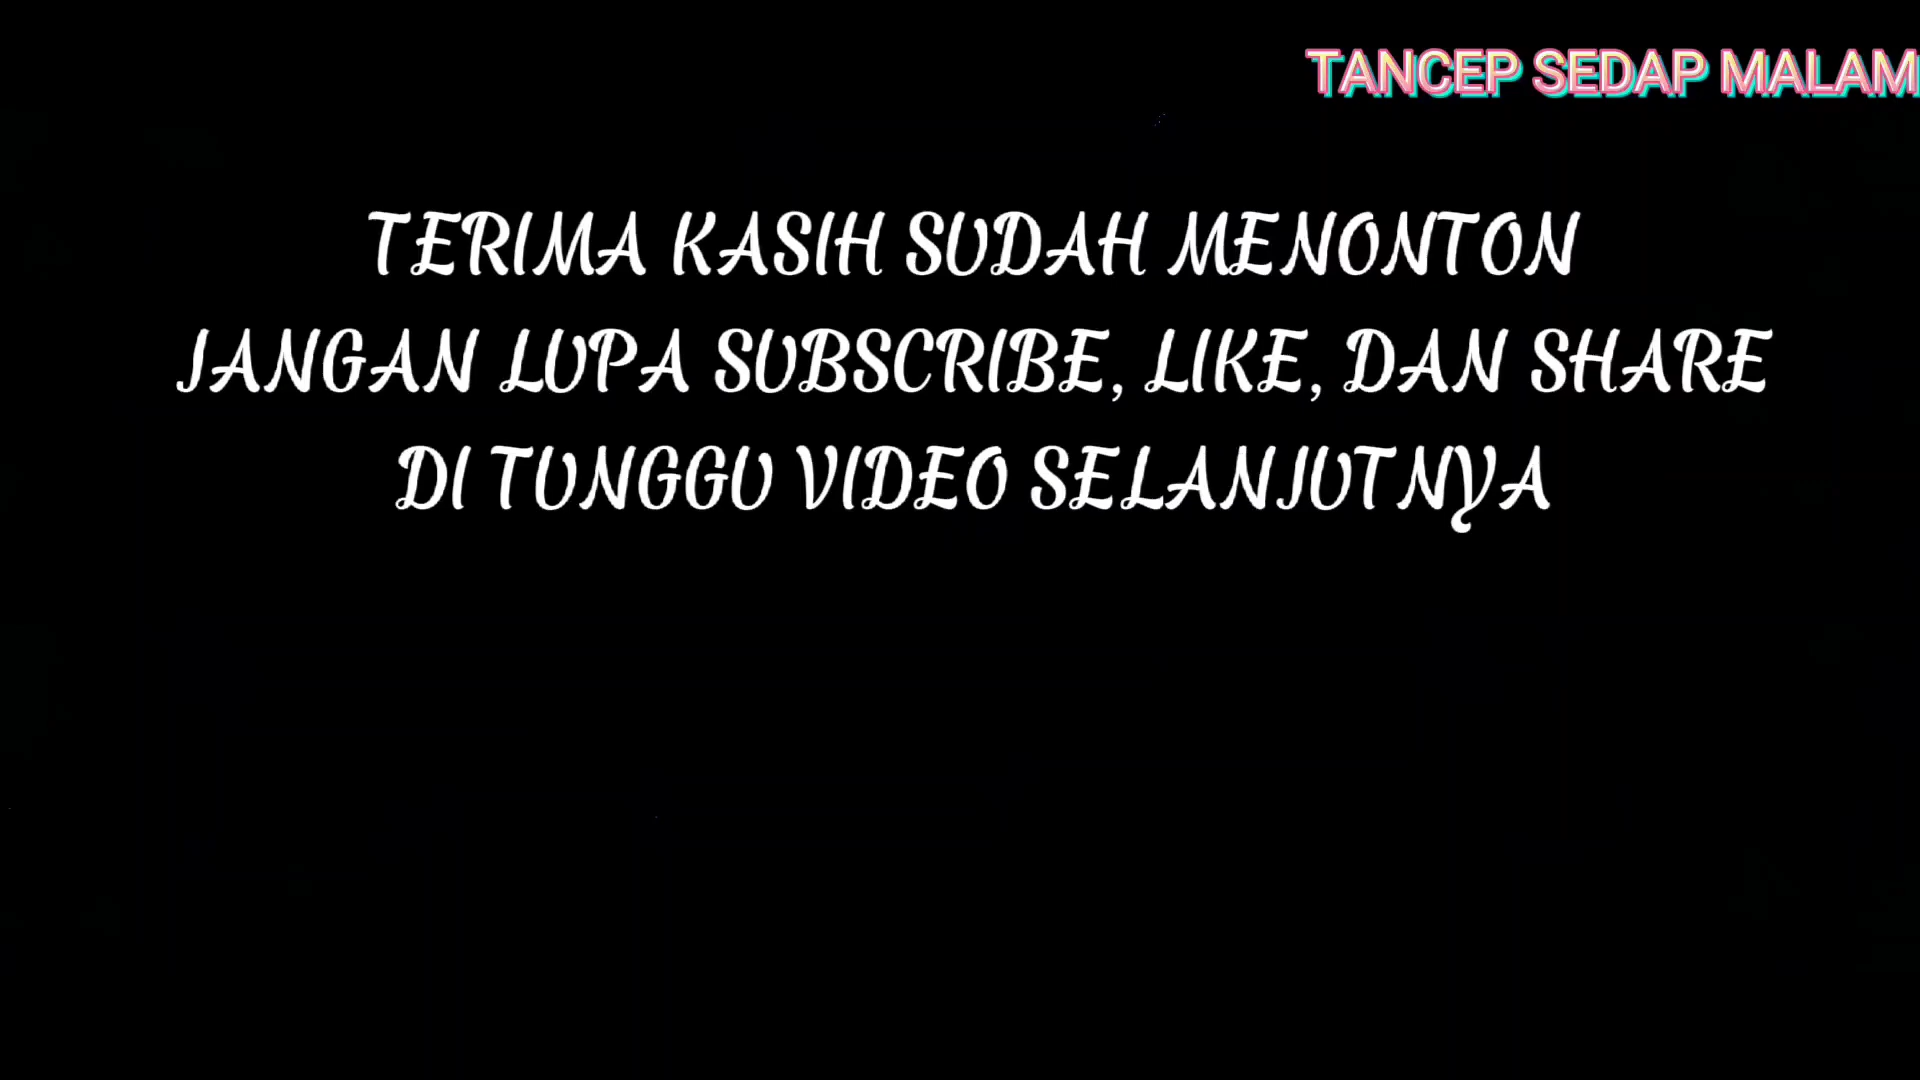 TANCEP SEDAP MALAM
TERIMA KASIH SUDAH MENONTON
JANGAN LUPA SUBSCRIBE, LIKE, DAN SHARE
DI TUNGGU VIDEO SELANJUTNYA